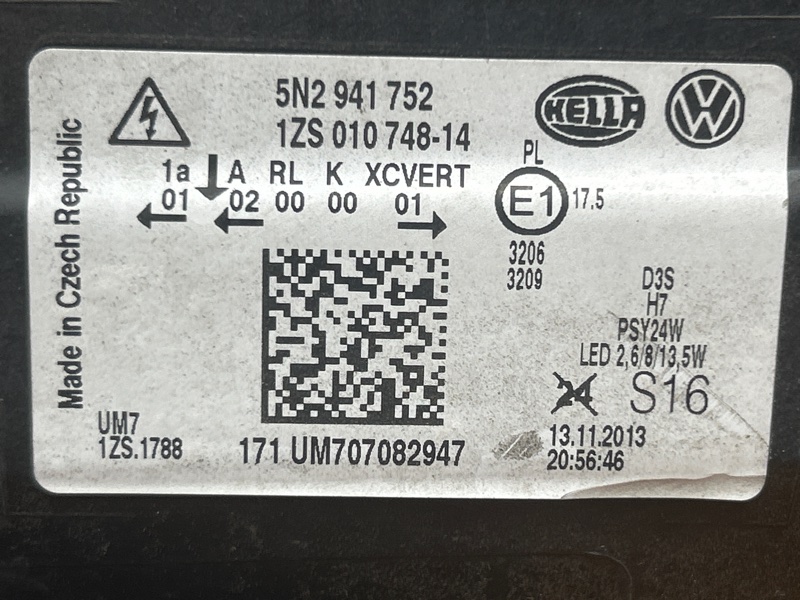 Made in Czech Republic
5N2 941 752
1ZS 010 748-14
HELLA
VW
1a A RL K XCVERT
01 02 00 00 01
PL
E1 17.5
3206
3209
D3S
H7
PSY24W
LED 2,6/8/13,5W
24 S16
UM7
1ZS.1788
171 UM707082947
13.11.2013
20:56:46